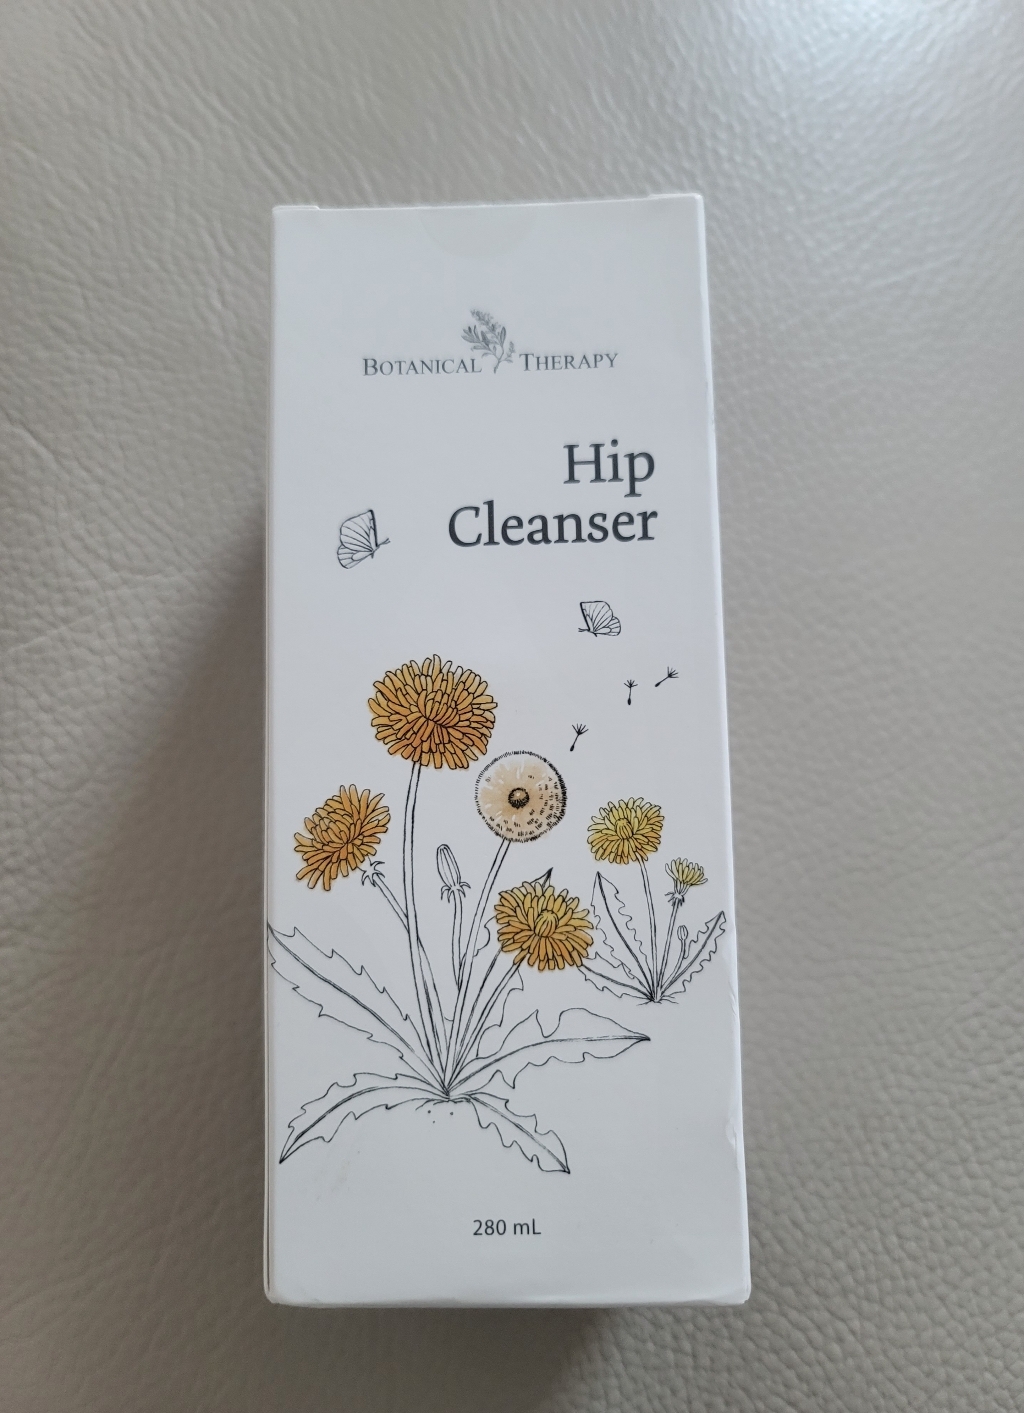 BOTANICAL THERAPY
Hip
Cleanser
280 mL